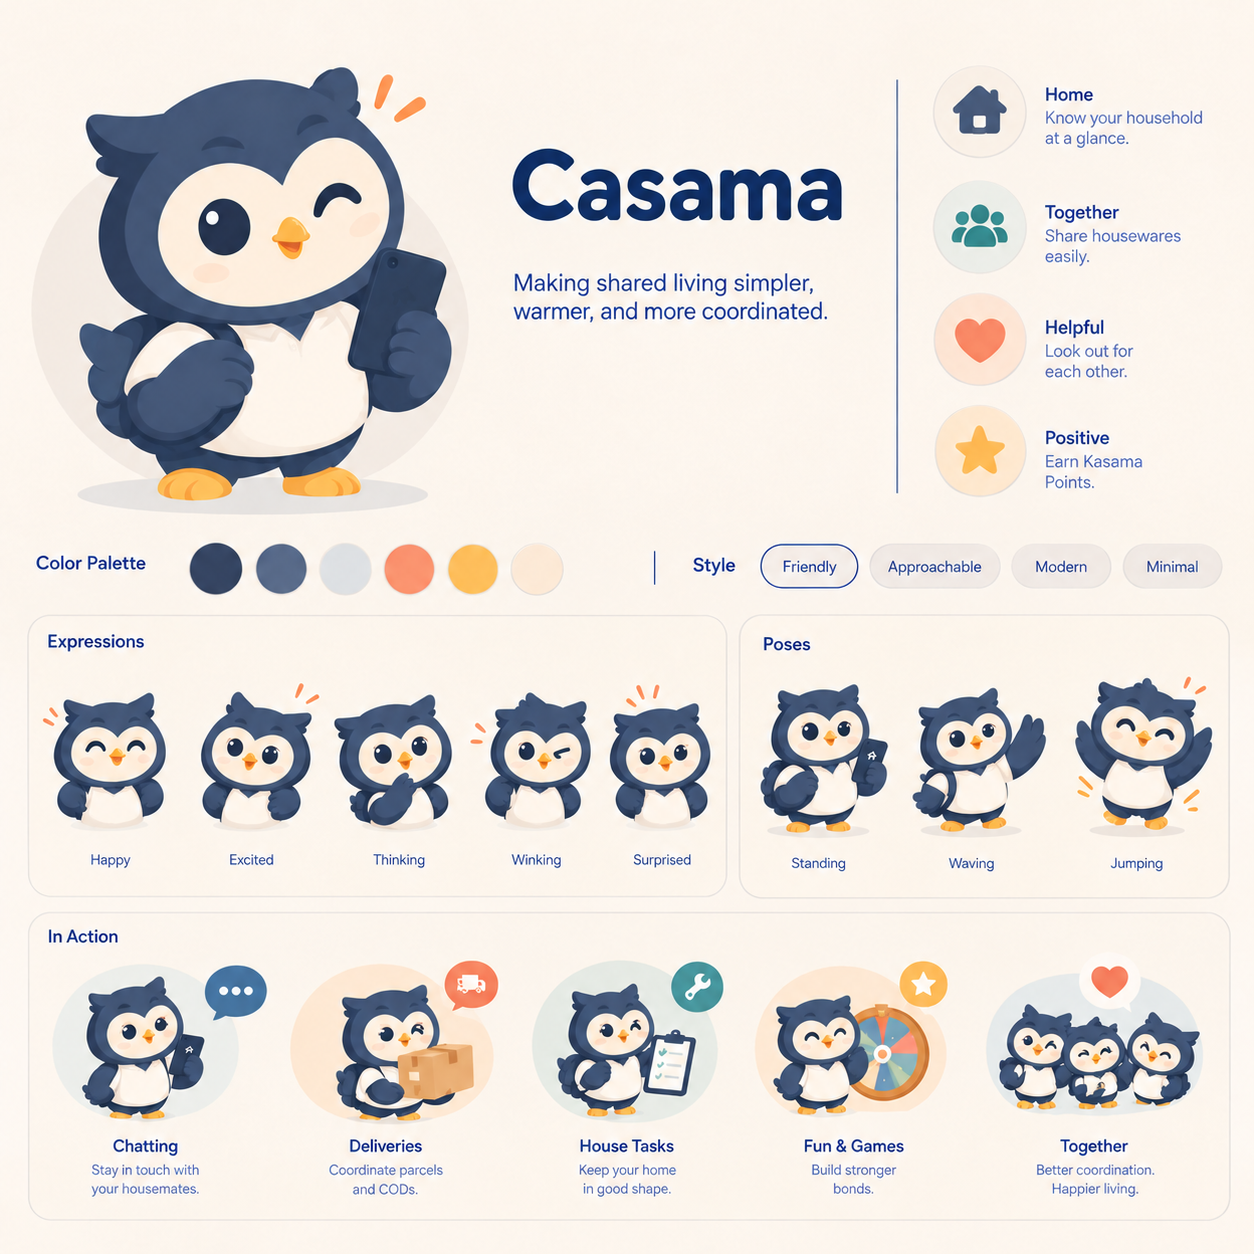 Casama
Making shared living simpler,
warmer, and more coordinated.
Home
Know your household
at a glance.
Together
Share housewares
easily.
Helpful
Look out for
each other.
Positive
Earn Kasama
Points.
Color Palette
Style
Friendly
Approachable
Modern
Minimal
Expressions
Happy
Excited
Thinking
Winking
Surprised
Poses
Standing
Waving
Jumping
In Action
Chatting
Stay in touch with
your housemates.
Deliveries
Coordinate parcels
and CODs.
House Tasks
Keep your home
in good shape.
Fun & Games
Build stronger
bonds.
Together
Better coordination.
Happier living.